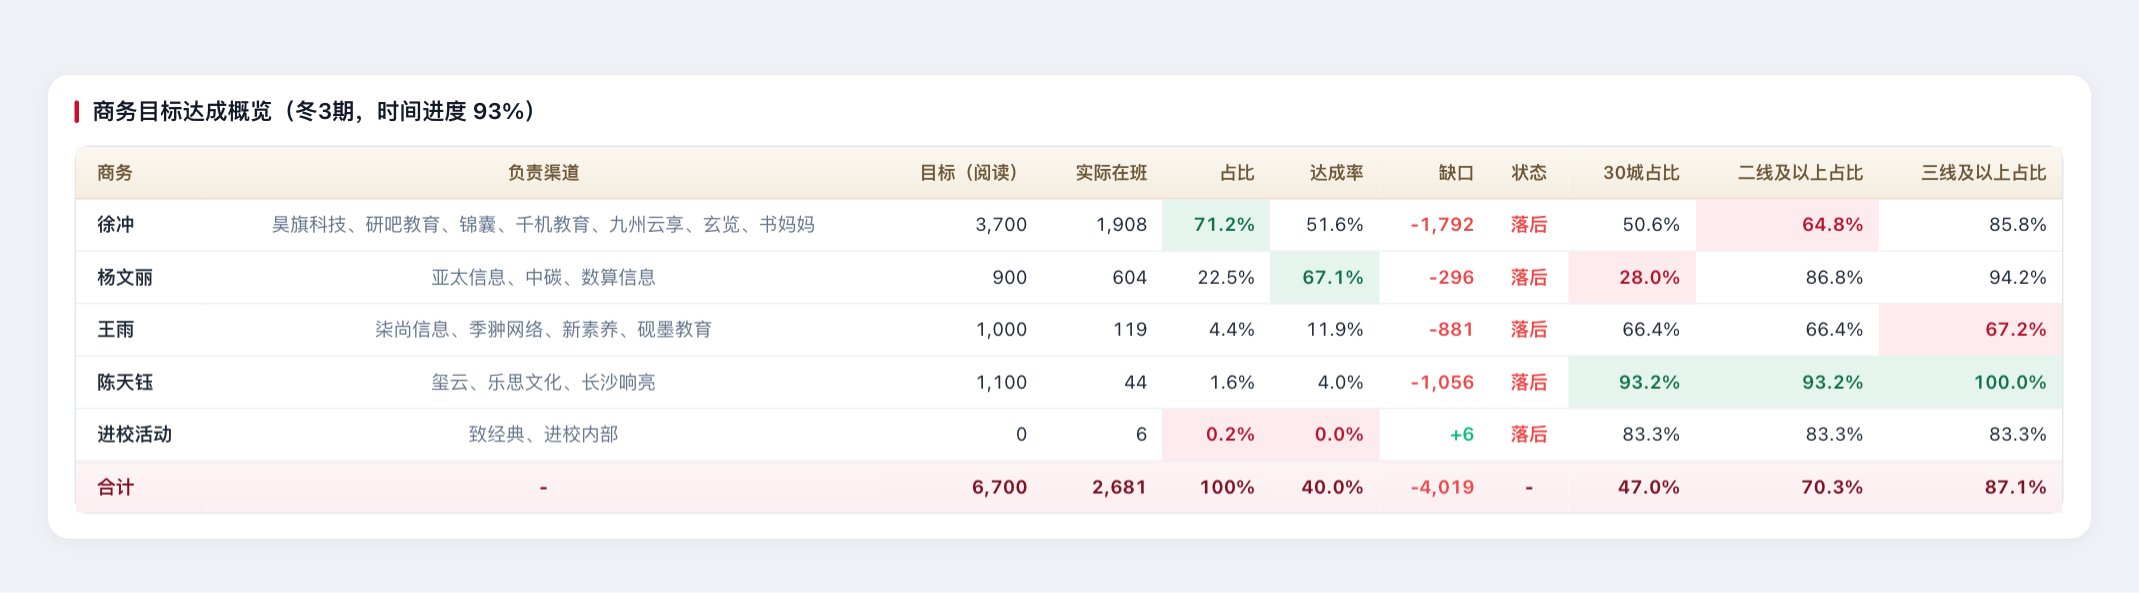 商务目标达成概览（冬3期，时间进度 93%）
商务 负责渠道 目标（阅读） 实际在班 占比 达成率 缺口 状态 30城占比 二线及以上占比 三线及以上占比
徐冲 昊旗科技、研吧教育、锦囊、千机教育、九州云享、玄览、书妈妈 3,700 1,908 71.2% 51.6% -1,792 落后 50.6% 64.8% 85.8%
杨文丽 亚太信息、中碳、数算信息 900 604 22.5% 67.1% -296 落后 28.0% 86.8% 94.2%
王雨 柒尚信息、季翀网络、新素养、砚墨教育 1,000 119 4.4% 11.9% -881 落后 66.4% 66.4% 67.2%
陈天钰 玺云、乐思文化、长沙响亮 1,100 44 1.6% 4.0% -1,056 落后 93.2% 93.2% 100.0%
进校活动 致经典、进校内部 0 6 0.2% 0.0% +6 落后 83.3% 83.3% 83.3%
合计 - 6,700 2,681 100% 40.0% -4,019 - 47.0% 70.3% 87.1%